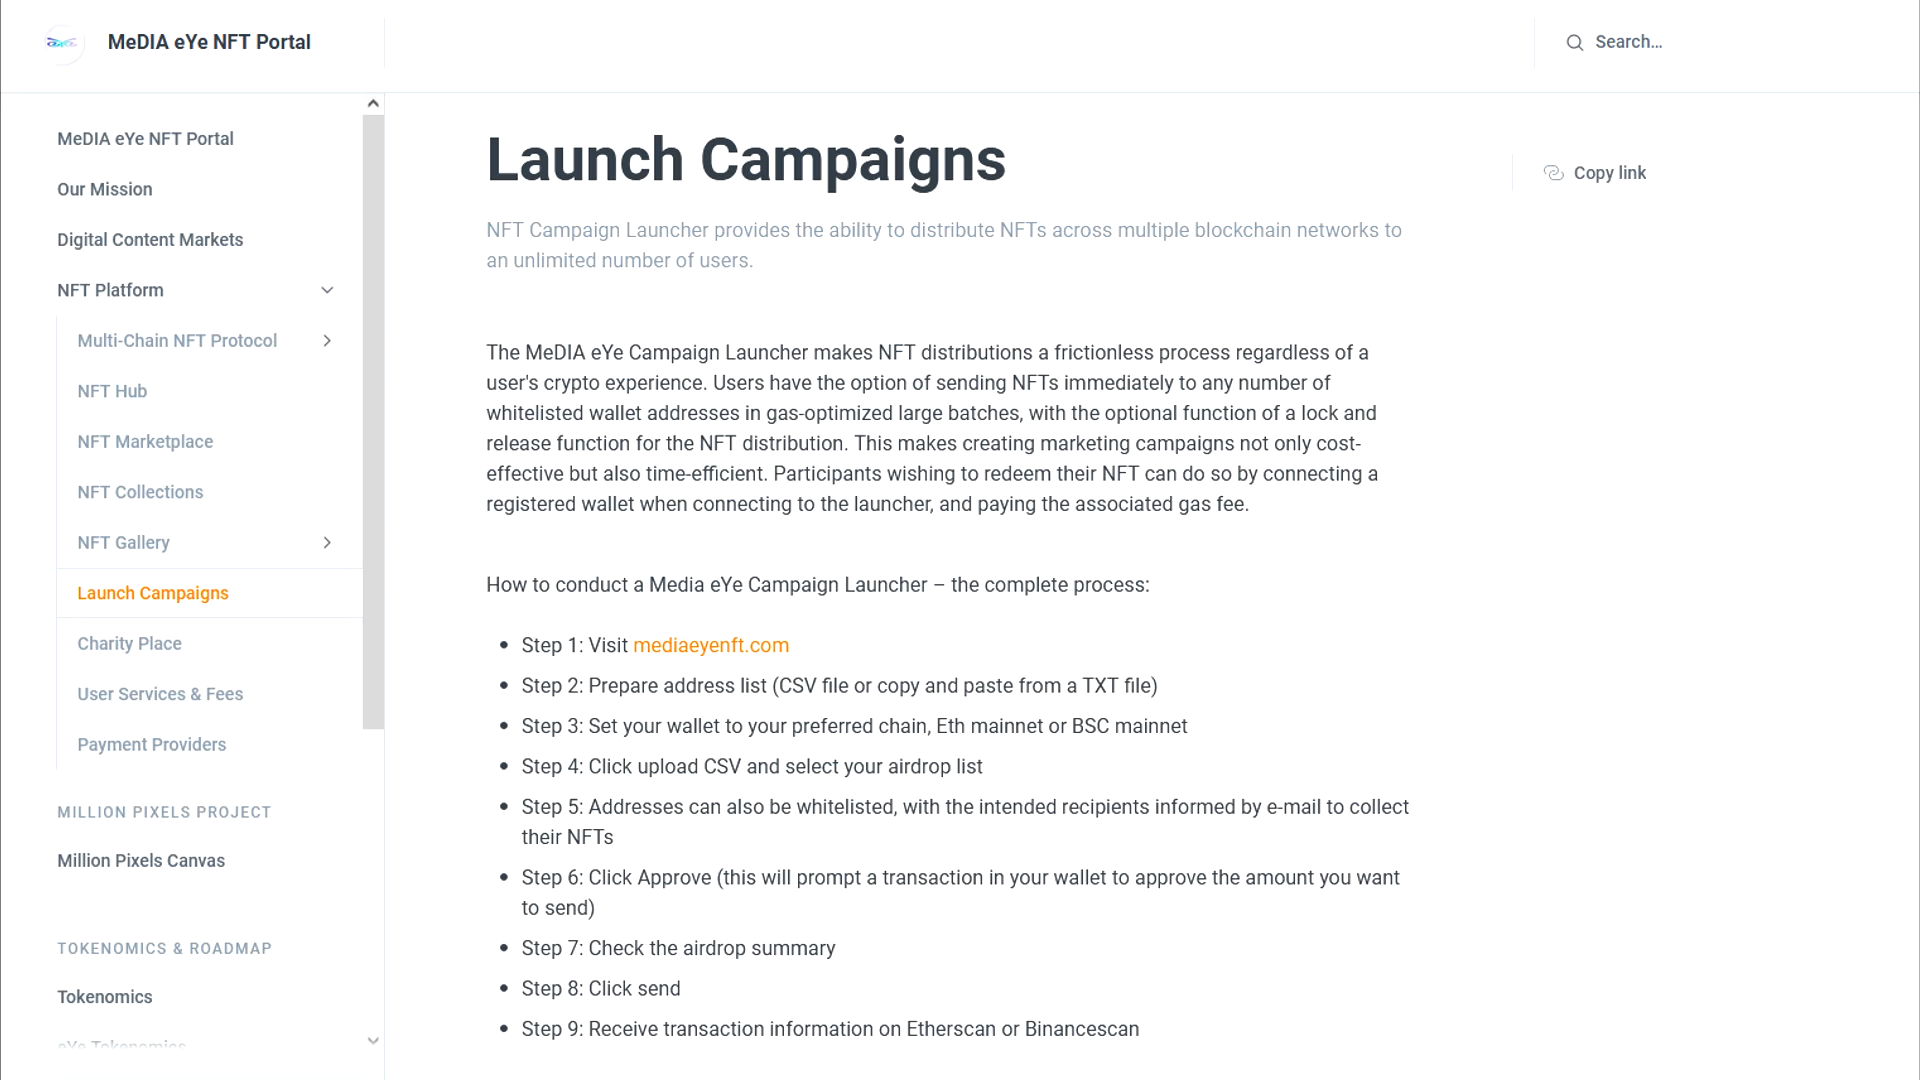 MeDIA eYe NFT Portal
Search...
MeDIA eYe NFT Portal
Our Mission
Digital Content Markets
NFT Platform
Multi-Chain NFT Protocol
NFT Hub
NFT Marketplace
NFT Collections
NFT Gallery
Launch Campaigns
Charity Place
User Services & Fees
Payment Providers
MILLION PIXELS PROJECT
Million Pixels Canvas
TOKENOMICS & ROADMAP
Tokenomics
eYe Tokenomics
Launch Campaigns
Copy link
NFT Campaign Launcher provides the ability to distribute NFTs across multiple blockchain networks to
an unlimited number of users.
The MeDIA eYe Campaign Launcher makes NFT distributions a frictionless process regardless of a
user's crypto experience. Users have the option of sending NFTs immediately to any number of
whitelisted wallet addresses in gas-optimized large batches, with the optional function of a lock and
release function for the NFT distribution. This makes creating marketing campaigns not only cost-
effective but also time-efficient. Participants wishing to redeem their NFT can do so by connecting a
registered wallet when connecting to the launcher, and paying the associated gas fee.
How to conduct a Media eYe Campaign Launcher – the complete process:
• Step 1: Visit mediaeyenft.com
• Step 2: Prepare address list (CSV file or copy and paste from a TXT file)
• Step 3: Set your wallet to your preferred chain, Eth mainnet or BSC mainnet
• Step 4: Click upload CSV and select your airdrop list
• Step 5: Addresses can also be whitelisted, with the intended recipients informed by e-mail to collect
their NFTs
• Step 6: Click Approve (this will prompt a transaction in your wallet to approve the amount you want
to send)
• Step 7: Check the airdrop summary
• Step 8: Click send
• Step 9: Receive transaction information on Etherscan or Binancescan